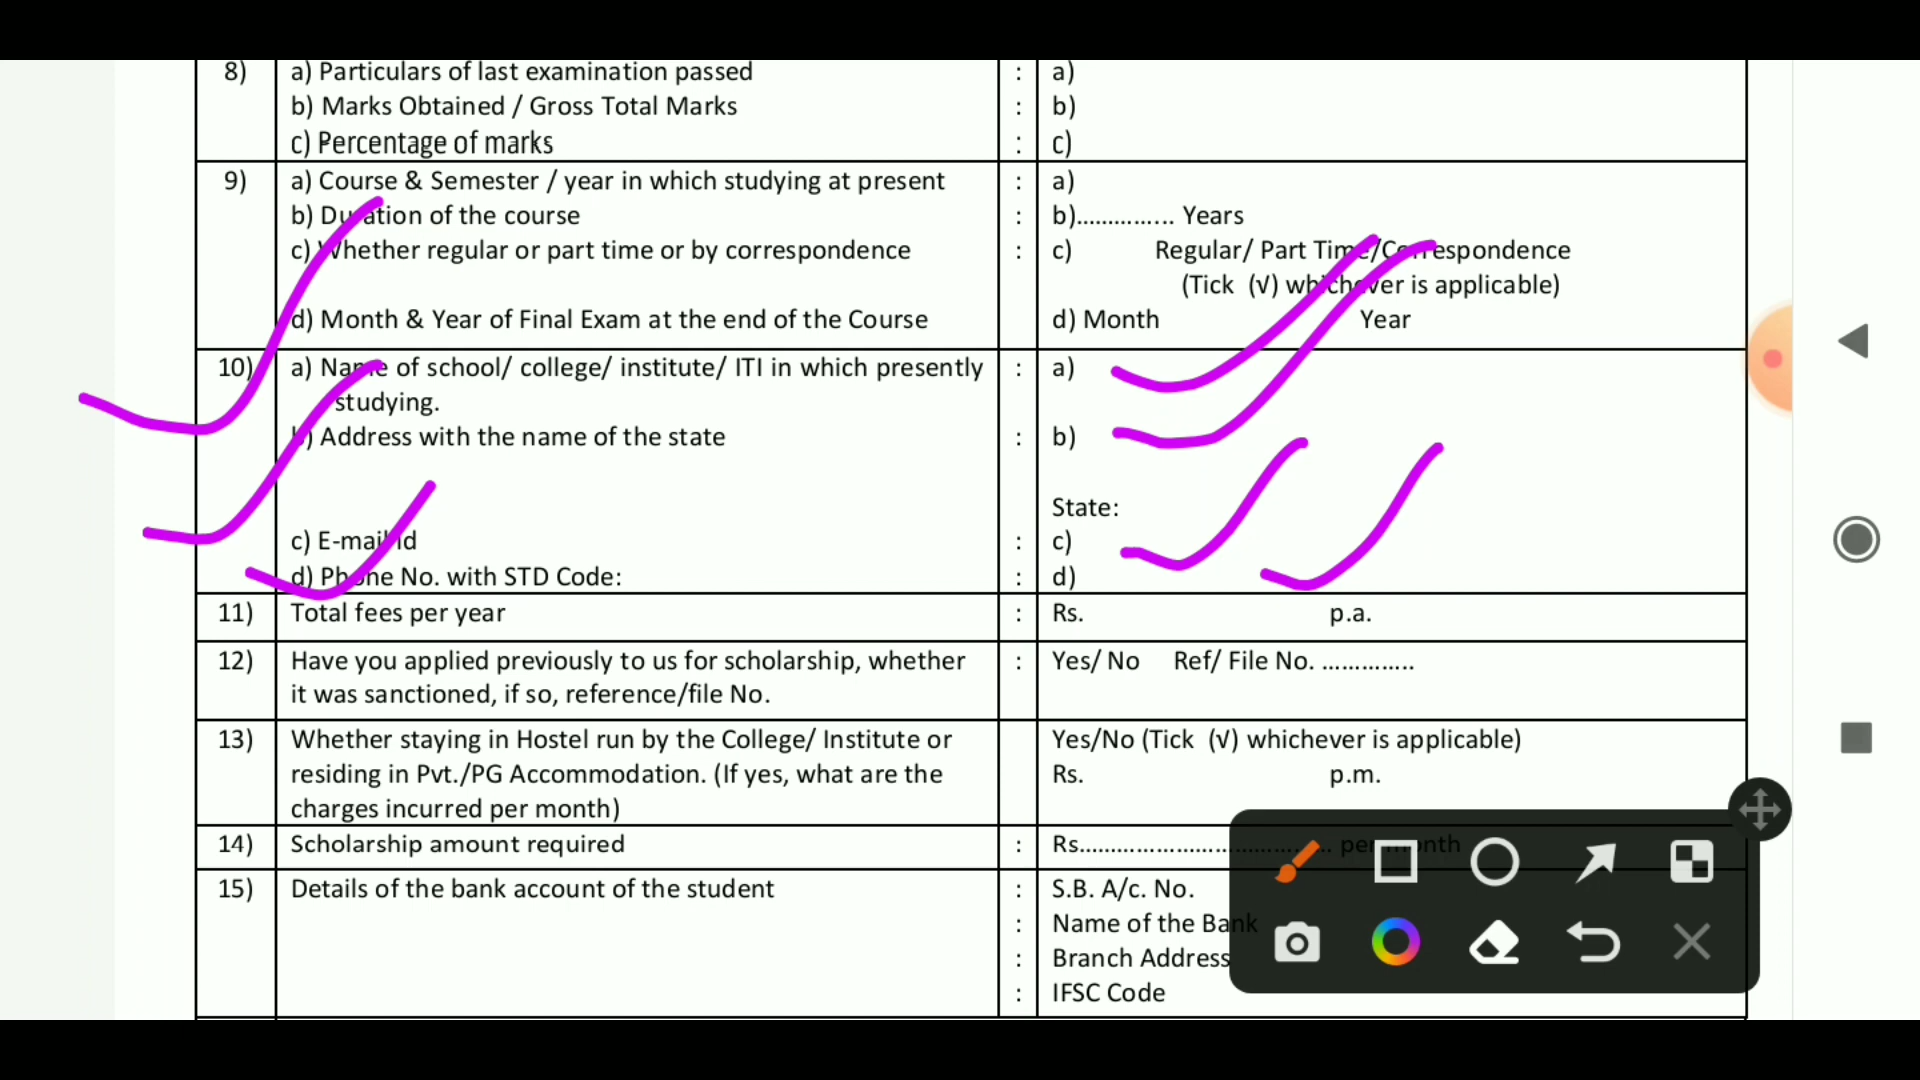 8) a) Particulars of last examination passed : a)
b) Marks Obtained / Gross Total Marks : b)
c) Percentage of marks : c)
9) a) Course & Semester / year in which studying at present : a)
b) Duration of the course : b).............. Years
c) Whether regular or part time or by correspondence : c) Regular/ Part Time/Correspondence
(Tick (√) whichever is applicable)
d) Month & Year of Final Exam at the end of the Course d) Month Year
10) a) Name of school/ college/ institute/ ITI in which presently : a)
studying.
b) Address with the name of the state : b)
State:
c) E-mail id : c)
d) Phone No. with STD Code: : d)
11) Total fees per year : Rs. p.a.
12) Have you applied previously to us for scholarship, whether : Yes/ No Ref/ File No. ..............
it was sanctioned, if so, reference/file No.
13) Whether staying in Hostel run by the College/ Institute or Yes/No (Tick (√) whichever is applicable)
residing in Pvt./PG Accommodation. (If yes, what are the Rs. p.m.
charges incurred per month)
14) Scholarship amount required : Rs.................................... per month
15) Details of the bank account of the student : S.B. A/c. No.
: Name of the Bank
: Branch Address
: IFSC Code